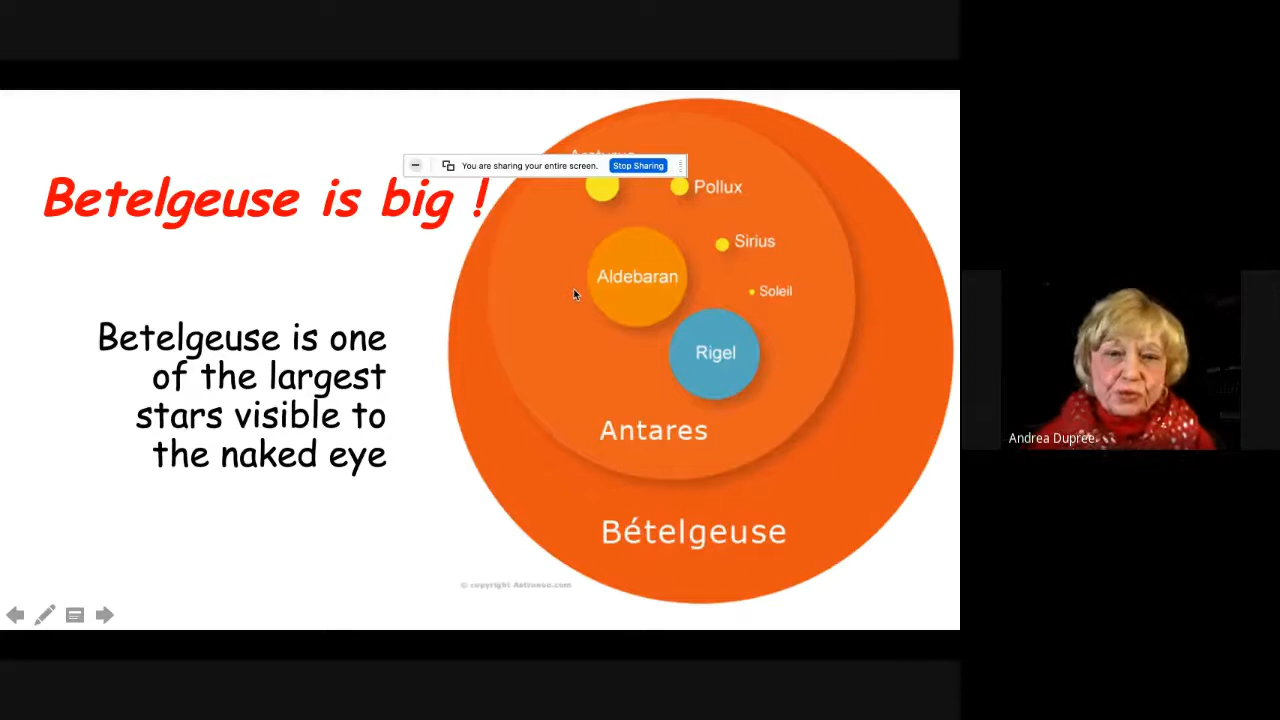 You are sharing your entire screen.
Stop Sharing
Betelgeuse is big !
Pollux
Sirius
Aldebaran
Soleil
Rigel
Betelgeuse is one
of the largest
stars visible to
the naked eye
Antares
Bételgeuse
© copyright
Andrea Dupree